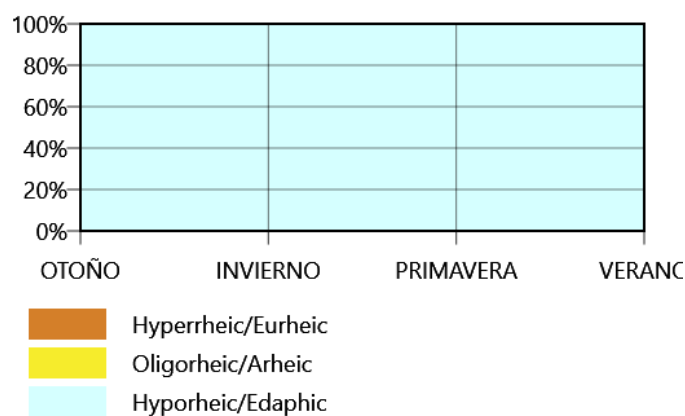 100%
80%
60%
40%
20%
0%
OTOÑO INVIERNO PRIMAVERA VERANO
Hyperrheic/Eurheic
Oligorheic/Arheic
Hyporheic/Edaphic